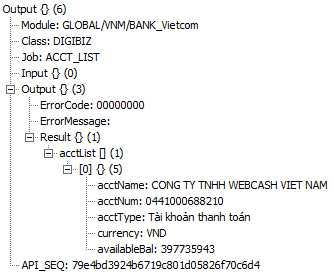 Output {} (6)
Module: GLOBAL/VNM/BANK_Vietcom
Class: DIGIBIZ
Job: ACCT_LIST
Input {} (0)
Output {} (3)
ErrorCode: 00000000
ErrorMessage:
Result {} (1)
acctList [] (1)
[0] {} (5)
acctName: CONG TY TNHH WEBCASH VIET NAM
acctNum: 0441000688210
acctType: Tài khoản thanh toán
currency: VND
availableBal: 397735943
API_SEQ: 79e4bd3924b6719c801d05826f70c6d4